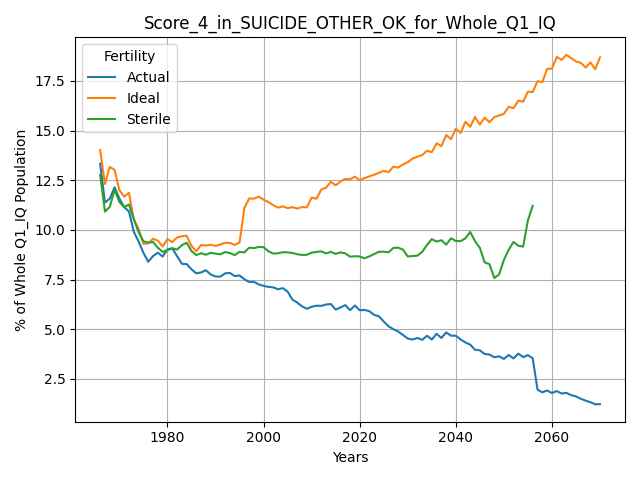 Score_4_in_SUICIDE_OTHER_OK_for_Whole_Q1_IQ
Fertility
Actual
Ideal
Sterile
% of Whole Q1_IQ Population
17.5
15.0
12.5
10.0
7.5
5.0
2.5
1980
2000
2020
2040
2060
Years